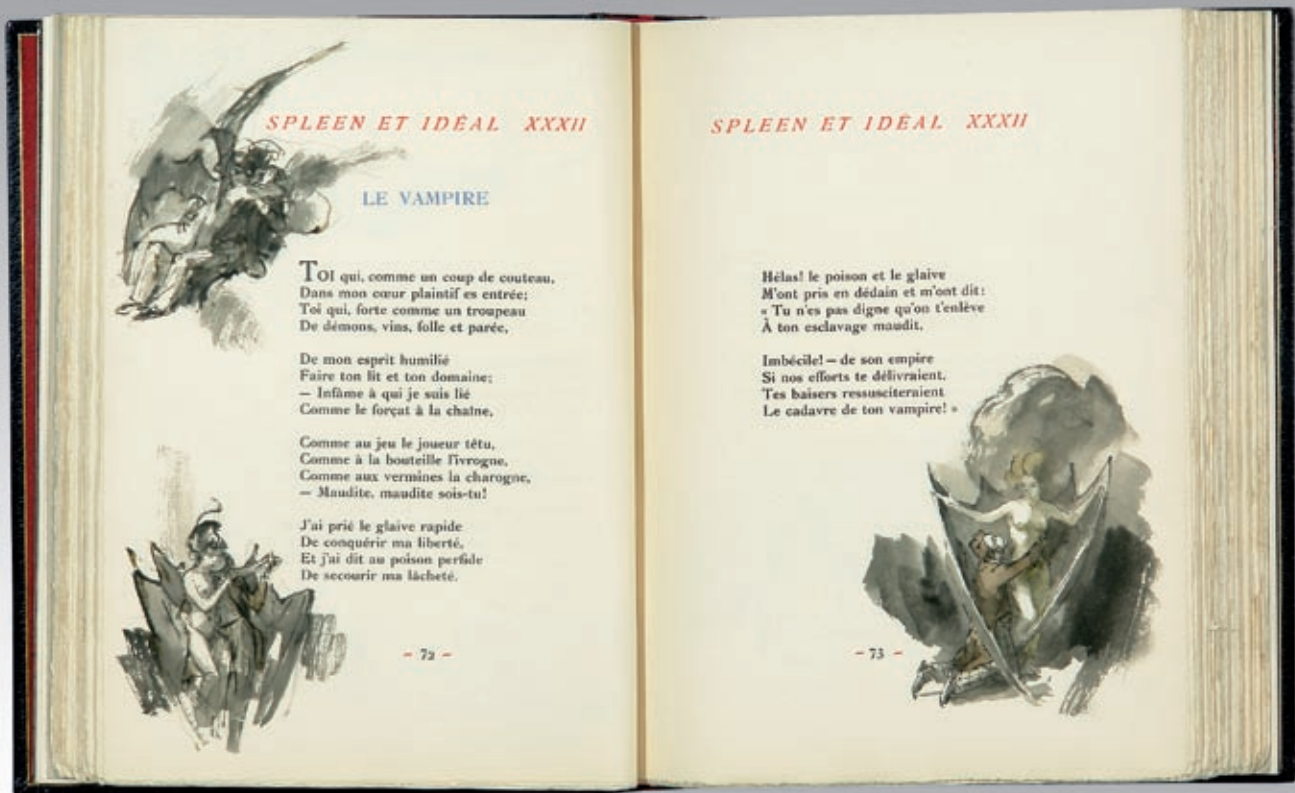 SPLEEN ET IDÉAL XXXII
LE VAMPIRE
TOI qui, comme un coup de couteau,
Dans mon cœur plaintif es entrée;
Toi qui, forte comme un troupeau
De démons, vins, folle et parée,
De mon esprit humilié
Faire ton lit et ton domaine;
— Infâme à qui je suis lié
Comme le forçat à la chaîne,
Comme au jeu le joueur têtu,
Comme à la bouteille l'ivrogne,
Comme aux vermines la charogne,
— Maudite, maudite sois-tu!
J'ai prié le glaive rapide
De conquérir ma liberté,
Et j'ai dit au poison perfide
De secourir ma lâcheté.
- 72 -
SPLEEN ET IDÉAL XXXII
Hélas! le poison et le glaive
M'ont pris en dédain et m'ont dit:
« Tu n'es pas digne qu'on t'enlève
À ton esclavage maudit,
Imbécile! — de son empire
Si nos efforts te délivraient,
Tes baisers ressusciteraient
Le cadavre de ton vampire! »
- 73 -